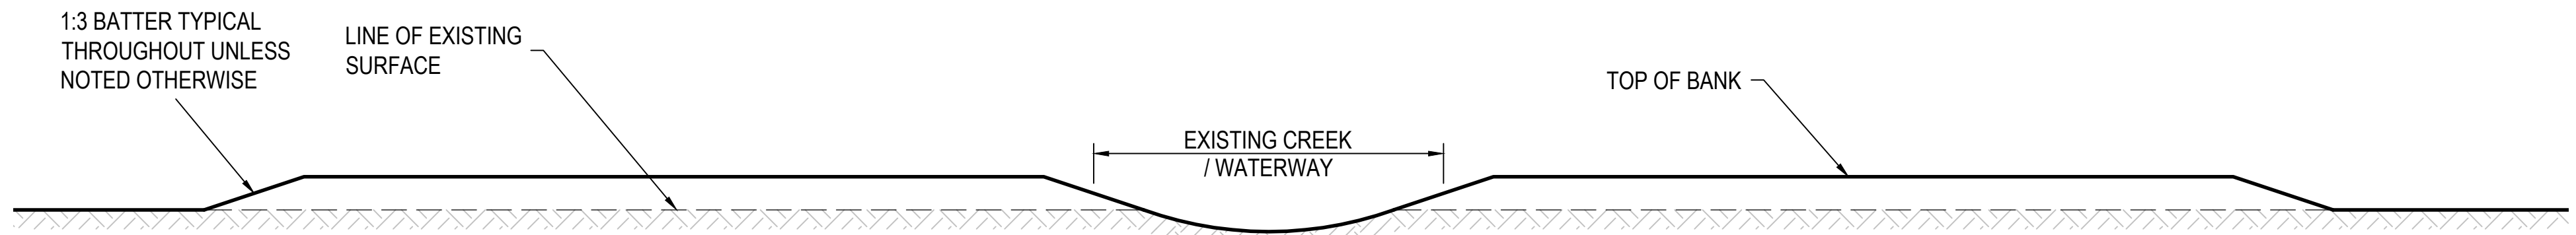 1:3 BATTER TYPICAL
THROUGHOUT UNLESS
NOTED OTHERWISE
LINE OF EXISTING
SURFACE
EXISTING CREEK
/ WATERWAY
TOP OF BANK